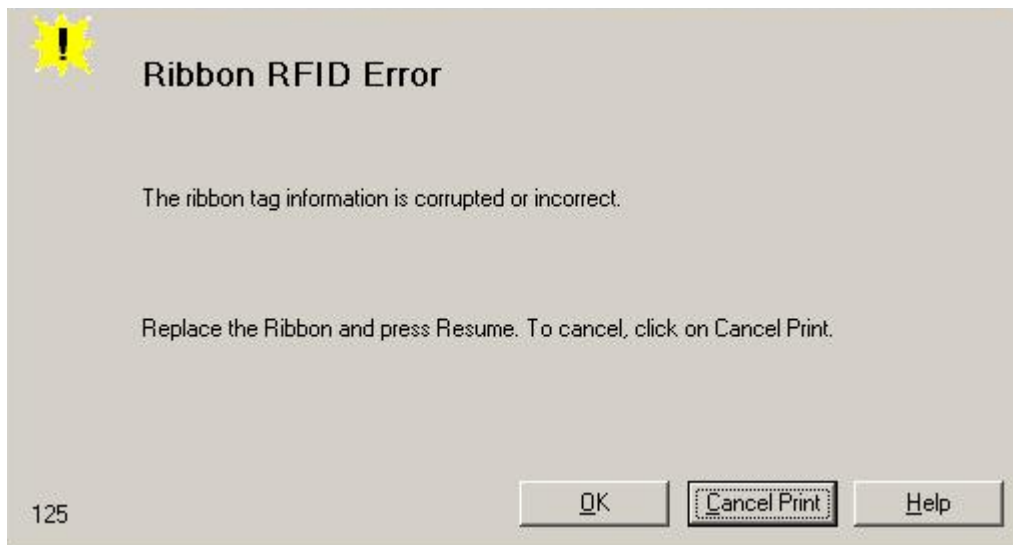 !
Ribbon RFID Error
The ribbon tag information is corrupted or incorrect.
Replace the Ribbon and press Resume. To cancel, click on Cancel Print.
125
OK
Cancel Print
Help